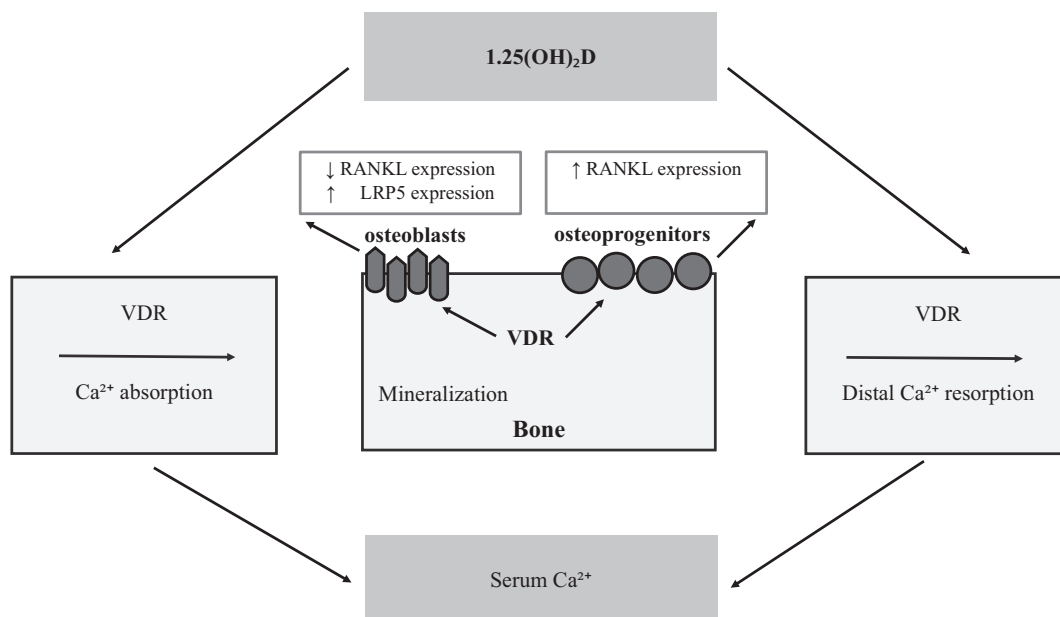 1.25(OH)₂D
↓ RANKL expression
↑ LRP5 expression
↑ RANKL expression
osteoblasts
osteoprogenitors
VDR
Ca²⁺ absorption
VDR
Mineralization
Bone
VDR
Distal Ca²⁺ resorption
Serum Ca²⁺